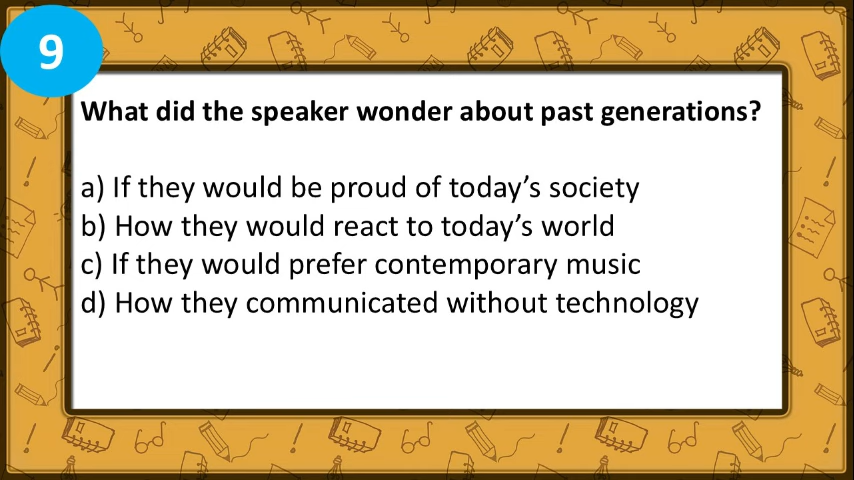 9
What did the speaker wonder about past generations?
a) If they would be proud of today’s society
b) How they would react to today’s world
c) If they would prefer contemporary music
d) How they communicated without technology